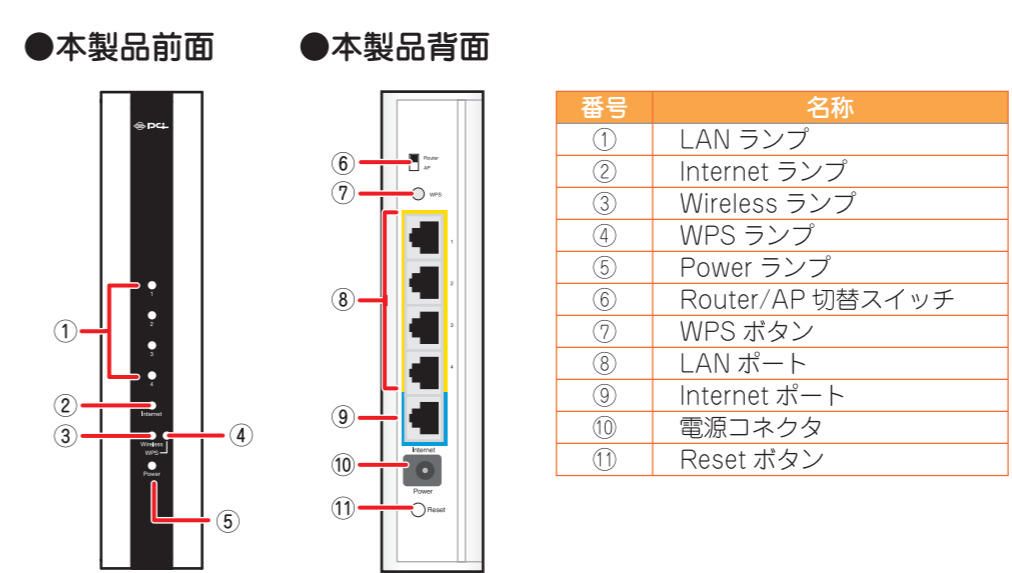 ●本製品前面
PCi
1
2
3
4
Internet
Wireless
WPS
Power
①
②
③
④
⑤
●本製品背面
Router
AP
WPS
1
2
3
4
Internet
Power
Reset
⑥
⑦
⑧
⑨
⑩
⑪
番号 名称
① LAN ランプ
② Internet ランプ
③ Wireless ランプ
④ WPS ランプ
⑤ Power ランプ
⑥ Router/AP 切替スイッチ
⑦ WPS ボタン
⑧ LAN ポート
⑨ Internet ポート
⑩ 電源コネクタ
⑪ Reset ボタン